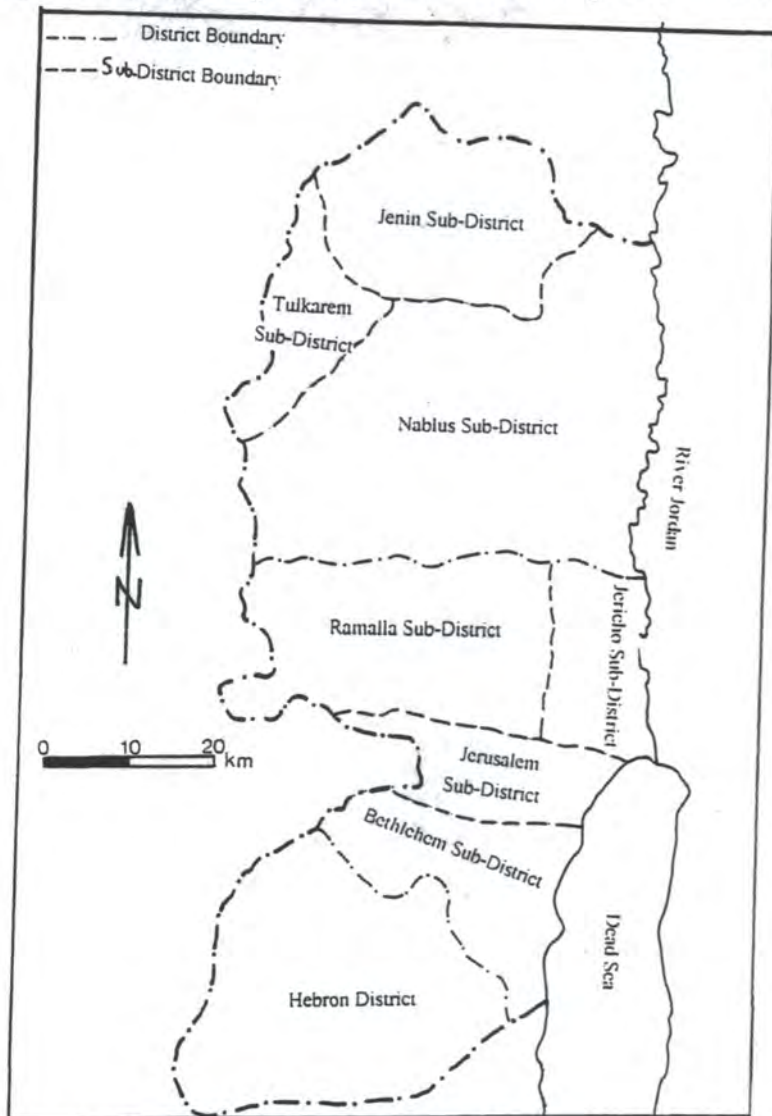 District Boundary
Sub-District Boundary
Jenin Sub-District
Tulkarem
Sub-District
Nablus Sub-District
River Jordan
N
Ramalla Sub-District
Jericho Sub-District
0 10 20 km
Jerusalem
Sub-District
Bethlehem Sub-District
Dead Sea
Hebron District